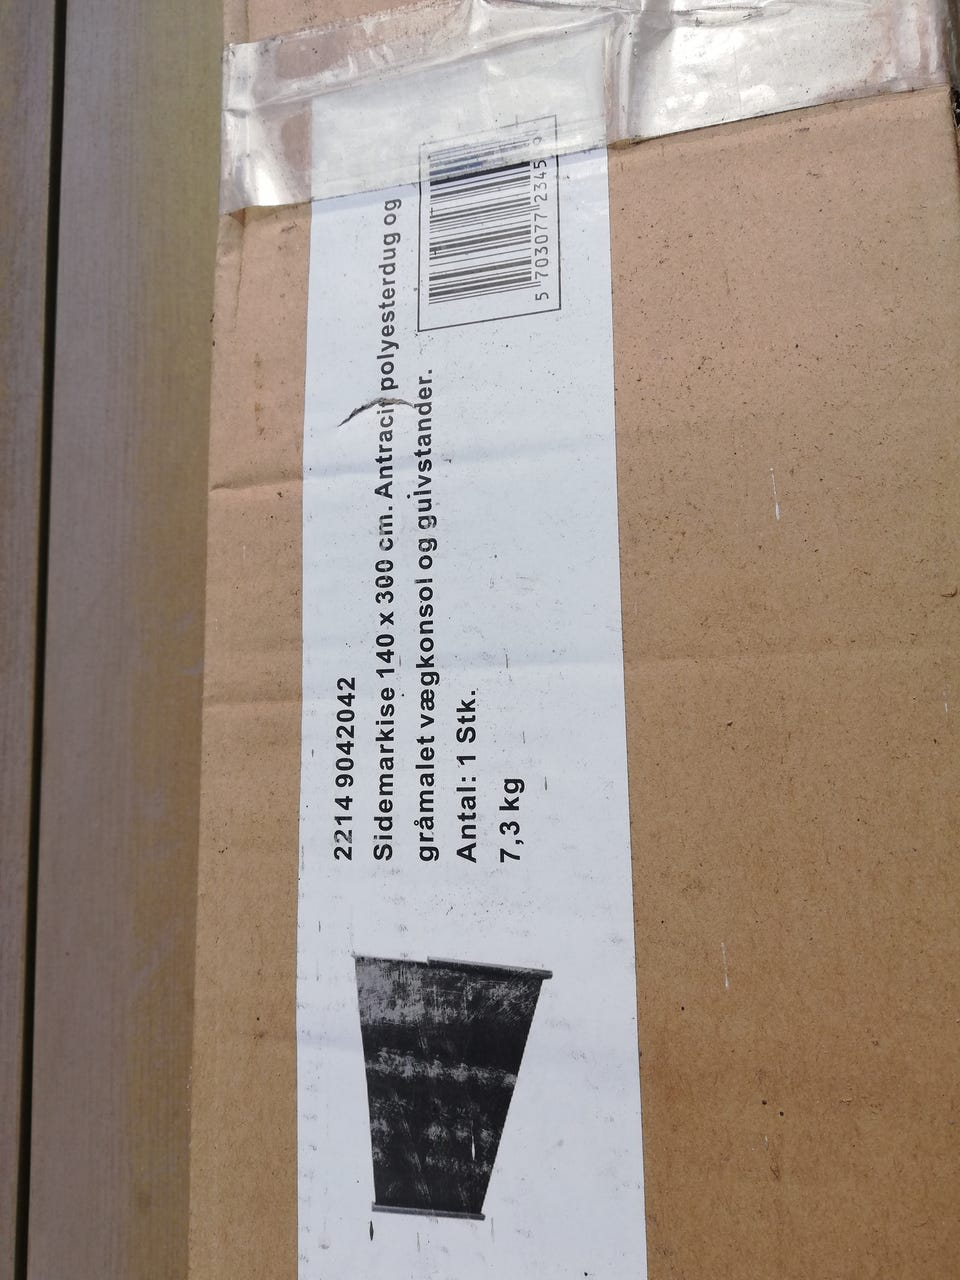 2214 9042042
Sidemarkise 140 x 300 cm. Antracit polyesterdug og
gråmalet vægkonsol og gulvstander.
Antal: 1 Stk.
7,3 kg
5 703077 2345